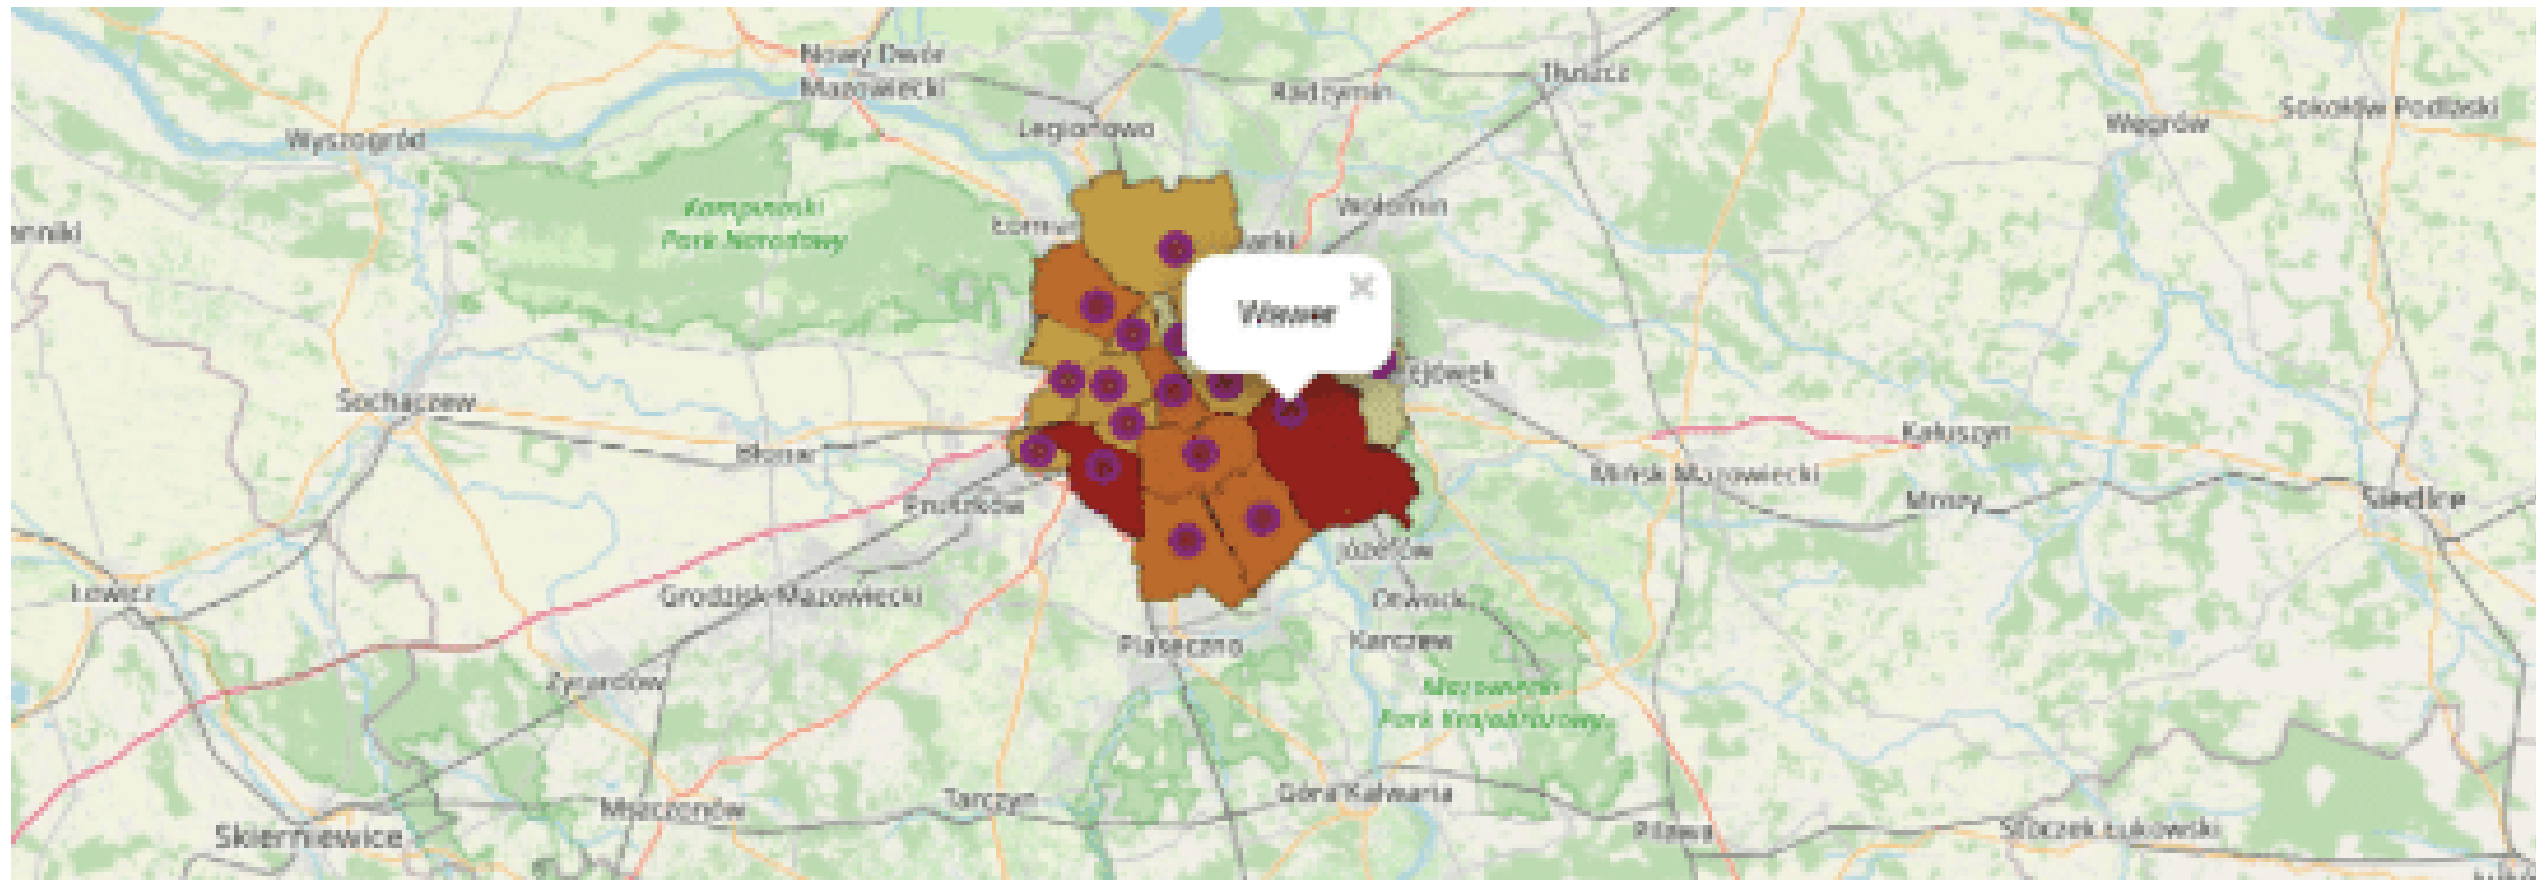 Nowy Dwór
Mazowiecki
Tłuszcz
Radzymin
Sokołów Podlaski
Węgrów
Legionowo
Wyszogród
Kampinoski
Park Narodowy
Wołomin
Wawer
Sochaczew
Kałuszyn
Błonie
Mińsk Mazowiecki
Mrozy
Siedlce
Pruszków
Józefów
Łowicz
Grodzisk Mazowiecki
Otwock
Karczew
Piaseczno
Żyrardów
Mazowiecki
Park Krajobrazowy
Mszczonów
Tarczyn
Góra Kalwaria
Skierniewice
Pilawa
Stoczek Łukowski